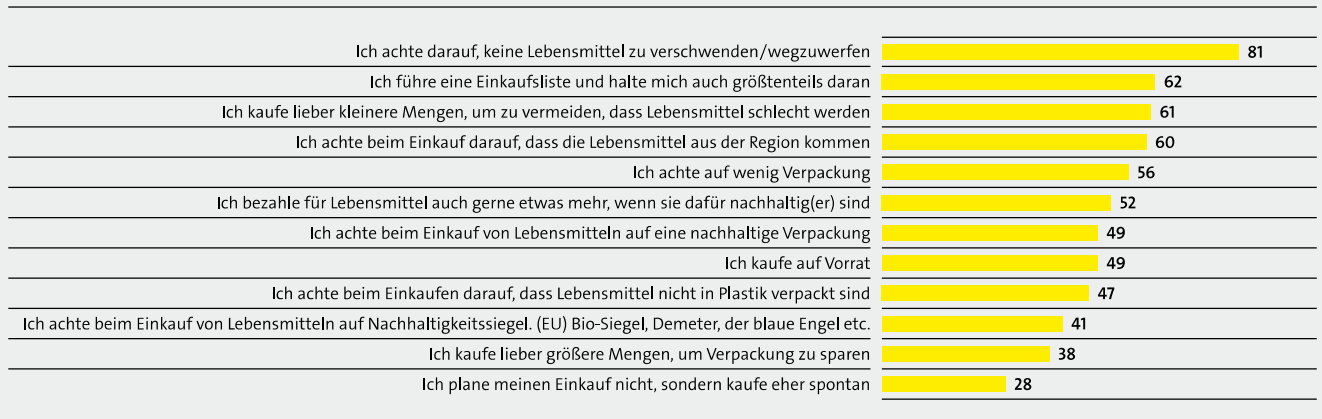 Ich achte darauf, keine Lebensmittel zu verschwenden/wegzuwerfen 81
Ich führe eine Einkaufsliste und halte mich auch größtenteils daran 62
Ich kaufe lieber kleinere Mengen, um zu vermeiden, dass Lebensmittel schlecht werden 61
Ich achte beim Einkauf darauf, dass die Lebensmittel aus der Region kommen 60
Ich achte auf wenig Verpackung 56
Ich bezahle für Lebensmittel auch gerne etwas mehr, wenn sie dafür nachhaltig(er) sind 52
Ich achte beim Einkauf von Lebensmitteln auf eine nachhaltige Verpackung 49
Ich kaufe auf Vorrat 49
Ich achte beim Einkaufen darauf, dass Lebensmittel nicht in Plastik verpackt sind 47
Ich achte beim Einkauf von Lebensmitteln auf Nachhaltigkeitssiegel. (EU) Bio-Siegel, Demeter, der blaue Engel etc. 41
Ich kaufe lieber größere Mengen, um Verpackung zu sparen 38
Ich plane meinen Einkauf nicht, sondern kaufe eher spontan 28